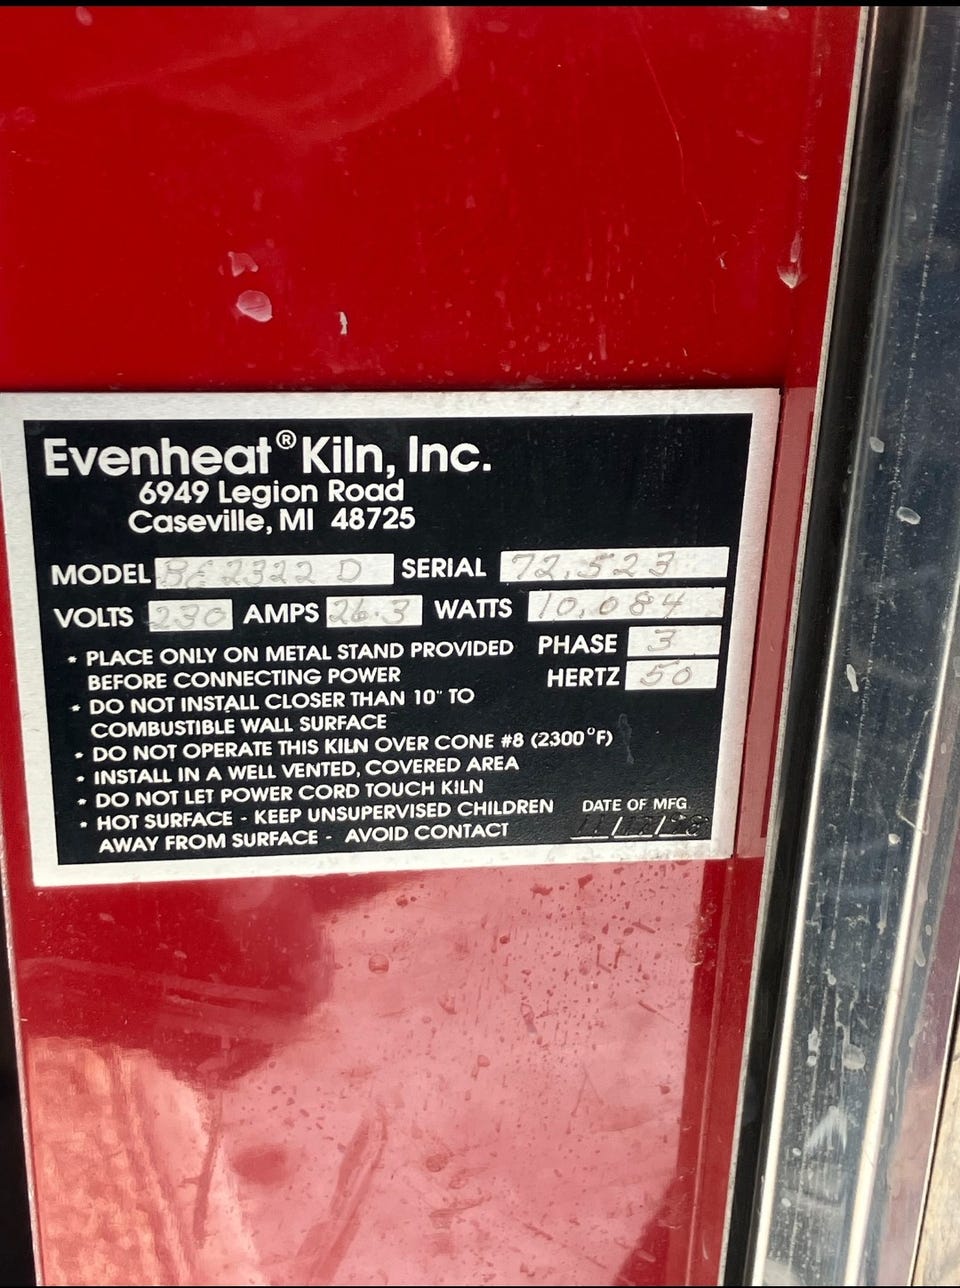 Evenheat® Kiln, Inc.
6949 Legion Road
Caseville, MI 48725
MODEL 2322 D SERIAL 72,523
VOLTS 230 AMPS 26.3 WATTS 10,084
PHASE 3
HERTZ 50
* PLACE ONLY ON METAL STAND PROVIDED
BEFORE CONNECTING POWER
* DO NOT INSTALL CLOSER THAN 10" TO
COMBUSTIBLE WALL SURFACE
* DO NOT OPERATE THIS KILN OVER CONE #8 (2300°F)
* INSTALL IN A WELL VENTED, COVERED AREA
* DO NOT LET POWER CORD TOUCH KILN
* HOT SURFACE - KEEP UNSUPERVISED CHILDREN
AWAY FROM SURFACE - AVOID CONTACT
DATE OF MFG